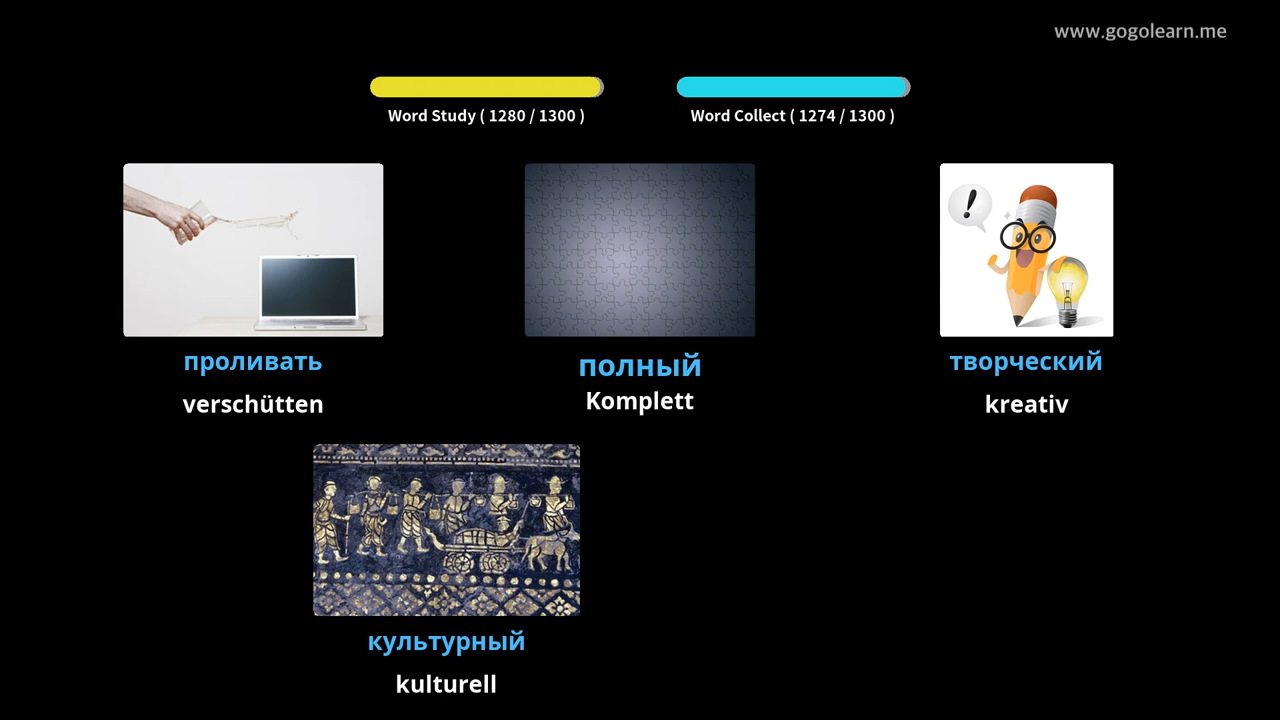 www.gogolearn.me
Word Study ( 1280 / 1300 )
Word Collect ( 1274 / 1300 )
проливать
verschütten
полный
Komplett
творческий
kreativ
культурный
kulturell